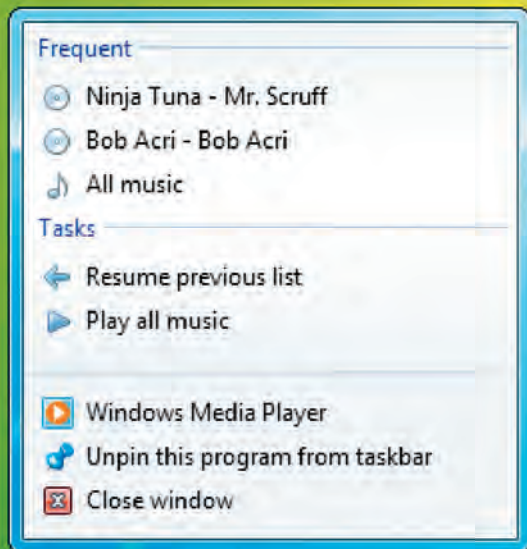 Frequent
Ninja Tuna - Mr. Scruff
Bob Acri - Bob Acri
All music
Tasks
Resume previous list
Play all music
Windows Media Player
Unpin this program from taskbar
Close window